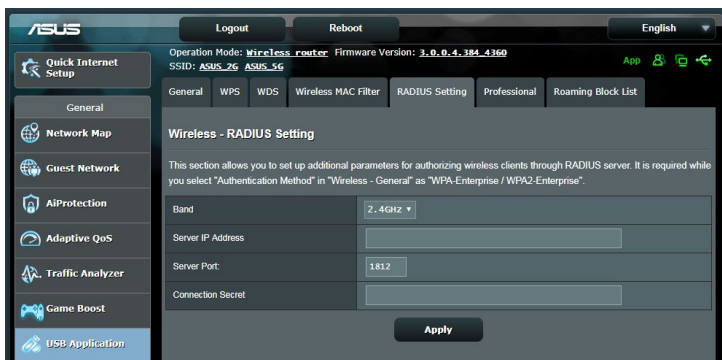 ASUS
Logout
Reboot
English
Quick Internet
Setup
Operation Mode: Wireless router Firmware Version: 3.0.0.4.384_4360
SSID: ASUS_2G ASUS_5G
App
General
WPS
WDS
Wireless MAC Filter
RADIUS Setting
Professional
Roaming Block List
General
Network Map
Guest Network
AiProtection
Adaptive QoS
Traffic Analyzer
Game Boost
USB Application
Wireless - RADIUS Setting
This section allows you to set up additional parameters for authorizing wireless clients through RADIUS server. It is required while
you select "Authentication Method" in "Wireless - General" as "WPA-Enterprise / WPA2-Enterprise".
Band
2.4GHz
Server IP Address
Server Port:
1812
Connection Secret
Apply